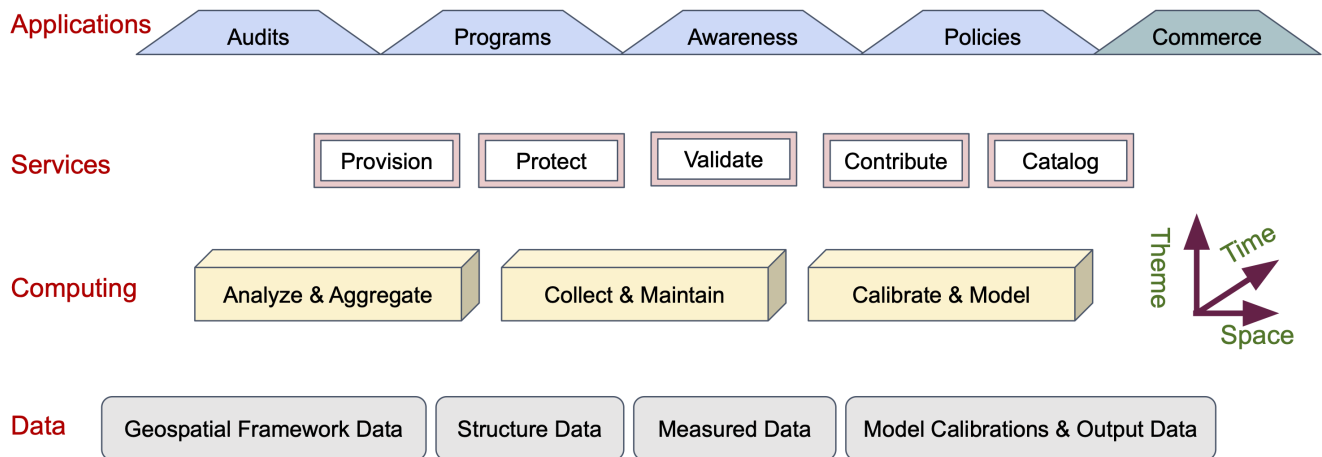 Applications
Audits
Programs
Awareness
Policies
Commerce
Services
Provision
Protect
Validate
Contribute
Catalog
Computing
Analyze & Aggregate
Collect & Maintain
Calibrate & Model
Theme
Time
Space
Data
Geospatial Framework Data
Structure Data
Measured Data
Model Calibrations & Output Data